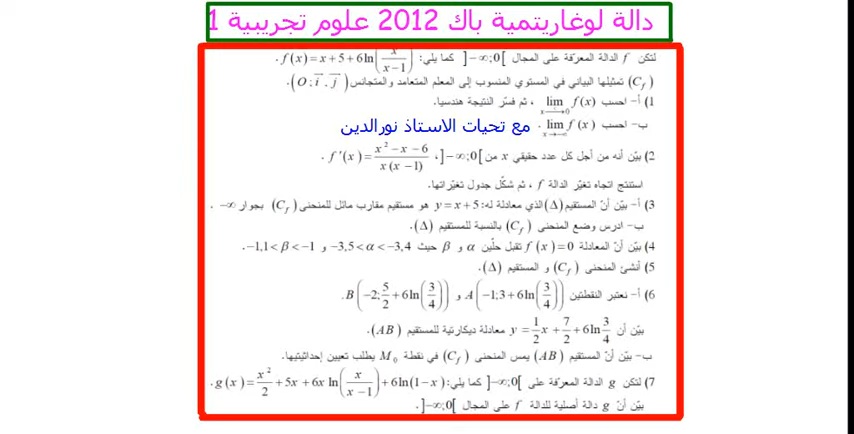 دالة لوغاريتمية باك 2012 علوم تجريبية 1
لتكن f الدالة المعرّفة على المجال ]−∞;0[ كما يلي: f(x)=x+5+6ln(x/(x−1)).
(C_f) تمثيلها البياني في المستوي المنسوب إلى المعلم المتعامد والمتجانس (O;i,j).
1) أ- احسب lim f(x) x→0 ، ثم فسّر النتيجة هندسيا.
ب- احسب lim f(x) x→−∞ . مع تحيات الاستاذ نورالدين
2) بيّن أنه من أجل كل عدد حقيقي x من ]−∞;0[، f'(x)=(x²−x−6)/(x(x−1)) .
استنتج اتجاه تغيّر الدالة f ، ثم شكّل جدول تغيّراتها.
3) أ- بيّن أنّ المستقيم (Δ) الذي معادلة له: y=x+5 هو مستقيم مقارب مائل للمنحنى (C_f) بجوار −∞ .
ب- ادرس وضع المنحنى (C_f) بالنسبة للمستقيم (Δ).
4) بيّن أنّ المعادلة f(x)=0 تقبل حلّين α و β حيث −3,5<α<−3,4 و −1,1<β<−1.
5) أنشئ المنحنى (C_f) و المستقيم (Δ).
6) أ- نعتبر النقطتين A(−1;3+6ln(3/4)) و B(−2;5/2+6ln(3/4)).
بيّن أن y=1/2x+7/2+6ln3/4 معادلة ديكارتية للمستقيم (AB).
ب- بيّن أنّ المستقيم (AB) يمس المنحنى (C_f) في نقطة M₀ يطلب تعيين إحداثيتيها.
7) لتكن g الدالة المعرّفة على ]−∞;0[ كما يلي: g(x)=x²/2+5x+6x ln(x/(x−1))+6ln(1−x).
بيّن أنّ g دالة أصلية للدالة f على المجال ]−∞;0[.